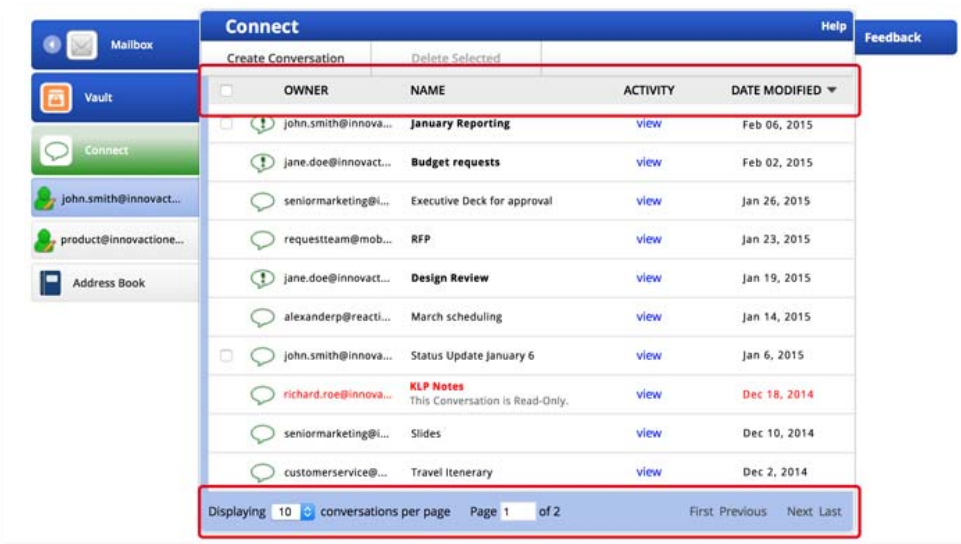 Connect
Help
Feedback
Mailbox
Vault
Connect
john.smith@innovact...
product@innovactione...
Address Book
Create Conversation Delete Selected
OWNER NAME ACTIVITY DATE MODIFIED
john.smith@innova... January Reporting view Feb 06, 2015
jane.doe@innovact... Budget requests view Feb 02, 2015
seniormarketing@i... Executive Deck for approval view Jan 26, 2015
requestteam@mob... RFP view Jan 23, 2015
jane.doe@innovact... Design Review view Jan 19, 2015
alexanderp@reacti... March scheduling view Jan 14, 2015
john.smith@innova... Status Update January 6 view Jan 6, 2015
richard.roe@innova... KLP Notes view Dec 18, 2014
This Conversation is Read-Only.
seniormarketing@i... Slides view Dec 10, 2014
customerservice@... Travel Itenerary view Dec 2, 2014
Displaying 10 conversations per page Page 1 of 2 First Previous Next Last